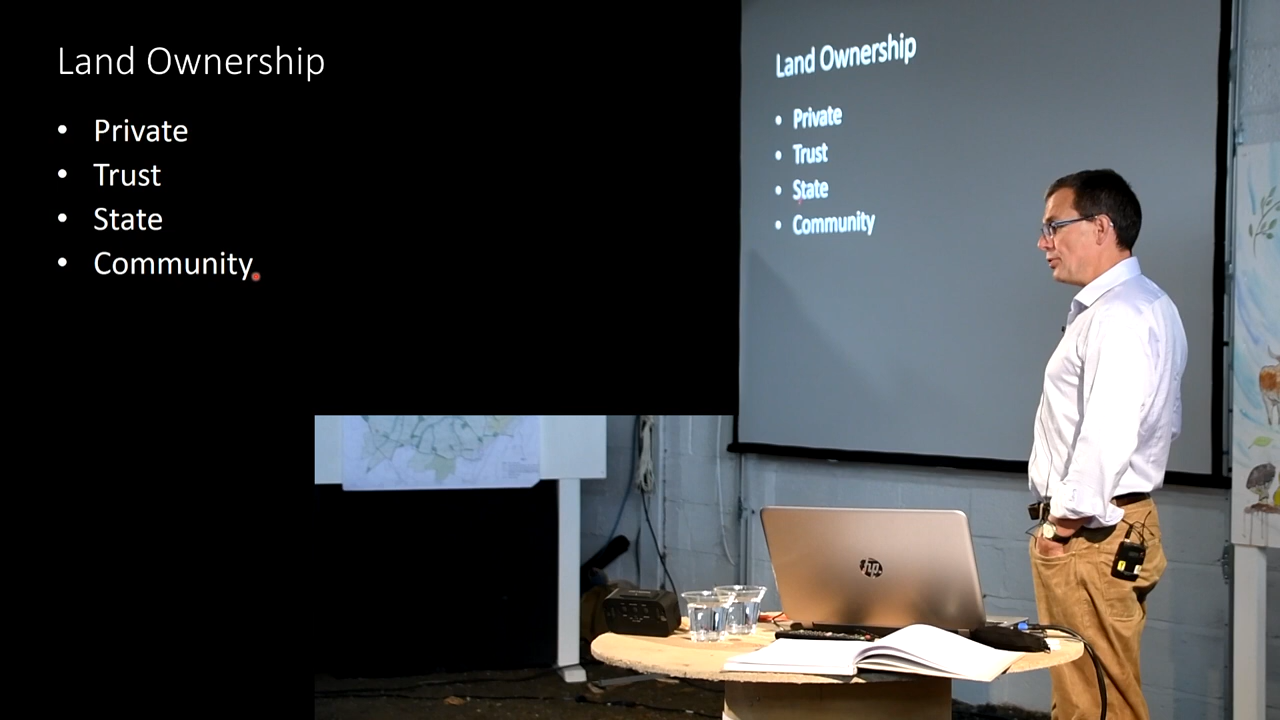 Land Ownership
• Private
• Trust
• State
• Community
Land Ownership
• Private
• Trust
• State
• Community
hp